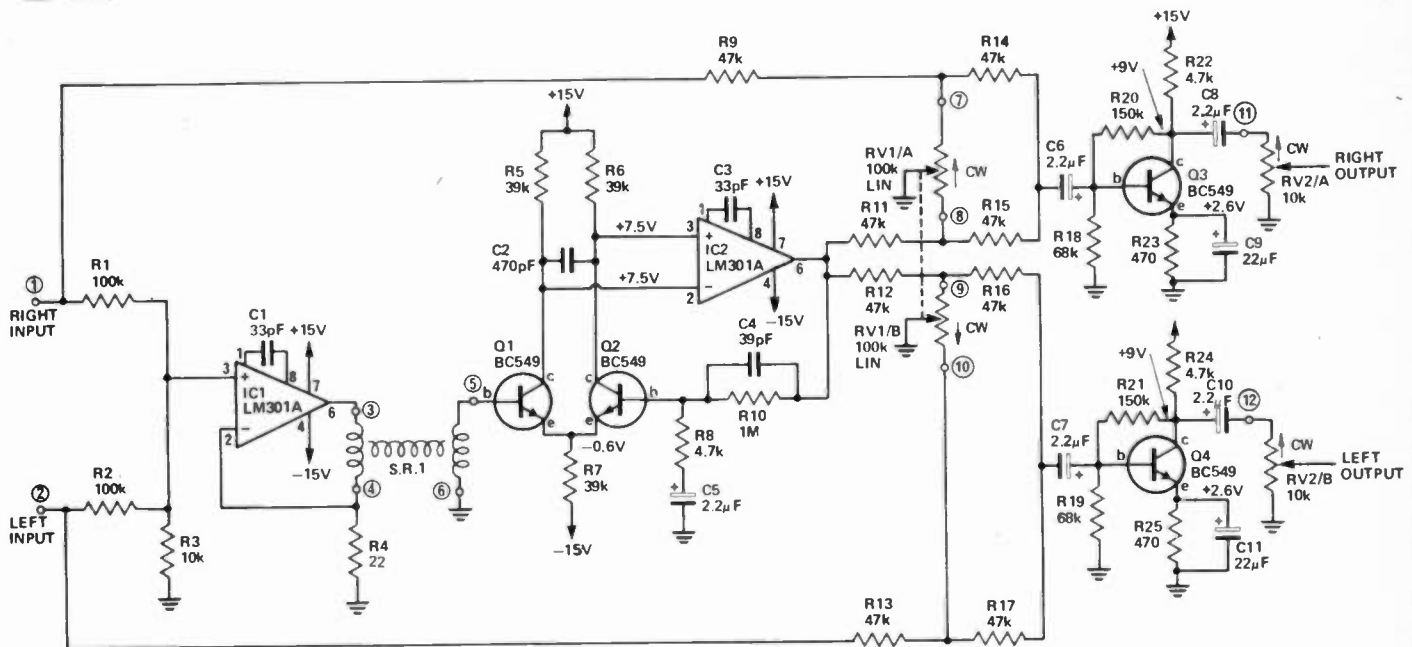 +15V
R9
47k
R14
47k
R22
4.7k
+9V
C8
2.2µF
⑪
R20
150k
CW
RIGHT
OUTPUT
RV2/A
10k
+15V
⑦
C6
2.2µF
b
c
Q3
BC549
e
+2.6V
R5
39k
R6
39k
C3
33pF
+15V
RV1/A
100k
LIN
CW
1
8
7
3
+
+7.5V
IC2
LM301A
6
4
–
2
+7.5V
–15V
C2
470pF
R11
47k
⑧
R15
47k
R18
68k
R23
470
C9
22µF
R12
47k
⑨
R16
47k
①
RIGHT
INPUT
R1
100k
C1
33pF
+15V
1
8
7
3
+
IC1
LM301A
6
4
–
2
–15V
③
S.R.1
④
⑤
b
Q1
BC549
c
e
Q2
BC549
c
e
b
–0.6V
⑥
C4
39pF
R10
1M
RV1/B
100k
LIN
CW
⑩
R8
4.7k
C5
2.2µF
R7
39k
–15V
R24
4.7k
+9V
C10
⑫
R21
150k
CW
LEFT
OUTPUT
RV2/B
10k
C7
2.2µF
b
c
Q4
BC549
e
+2.6V
R19
68k
R25
470
C11
22µF
②
LEFT
INPUT
R2
100k
R3
10k
R4
22
R13
47k
R17
47k